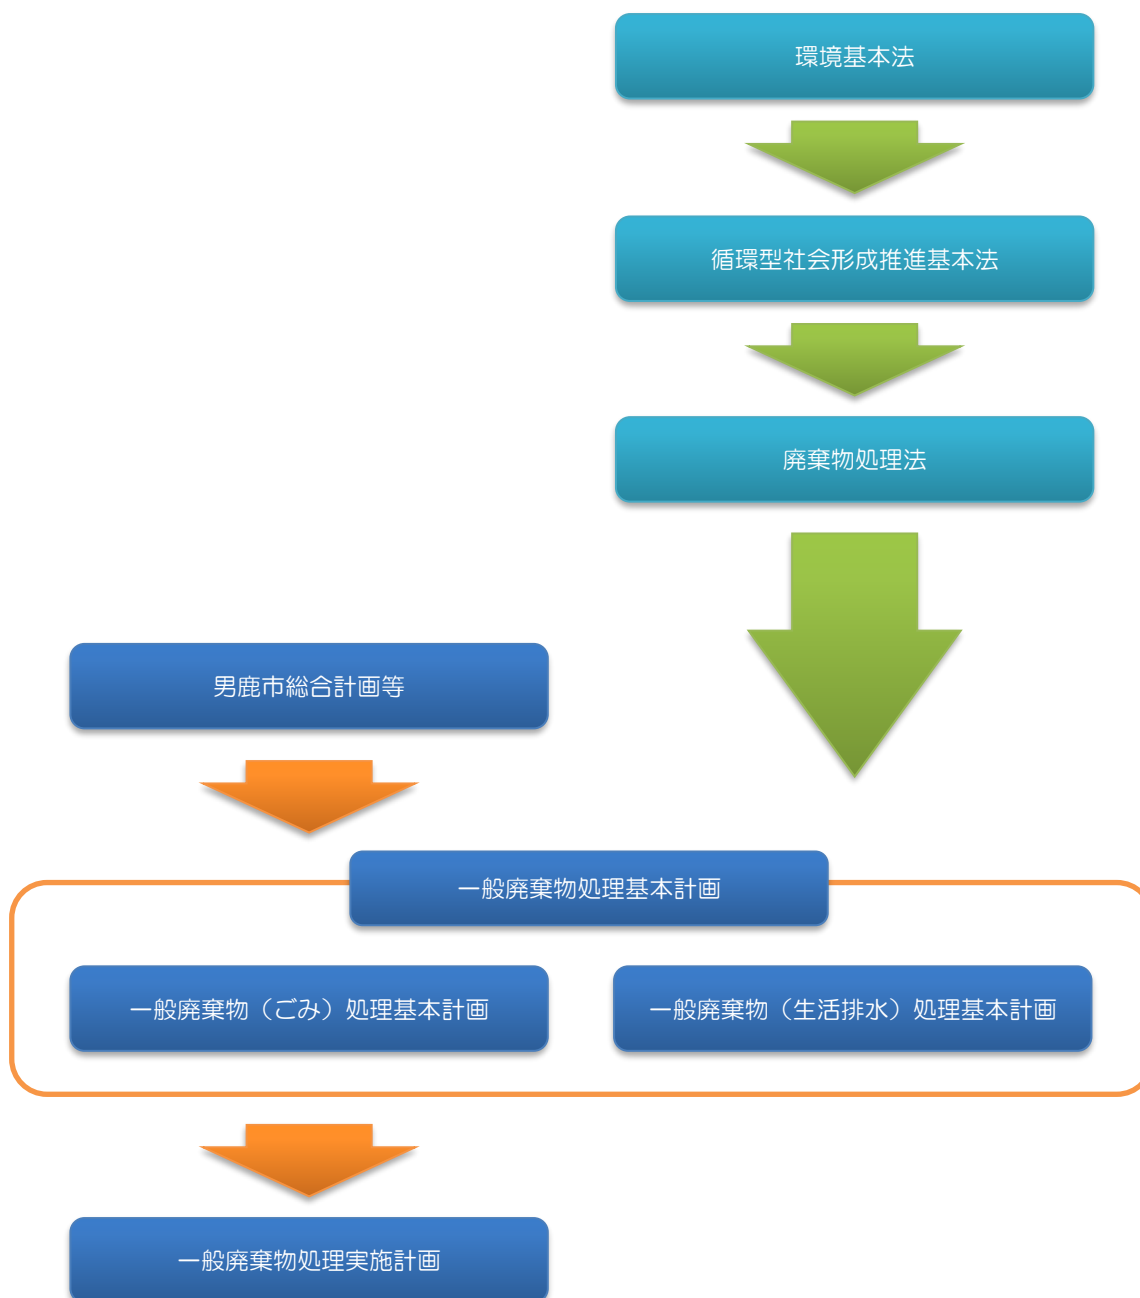 環境基本法
循環型社会形成推進基本法
廃棄物処理法
男鹿市総合計画等
一般廃棄物処理基本計画
一般廃棄物（ごみ）処理基本計画
一般廃棄物（生活排水）処理基本計画
一般廃棄物処理実施計画